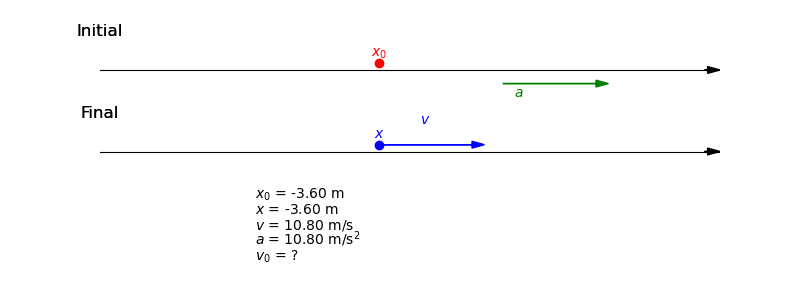 Initial
x₀
a
Final
v
x
x₀ = -3.60 m
x = -3.60 m
v = 10.80 m/s
a = 10.80 m/s²
v₀ = ?